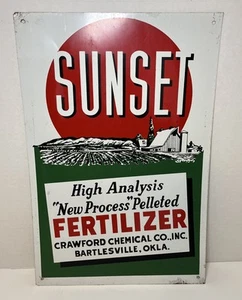 SUNSET
High Analysis
"New Process" Pelleted
FERTILIZER
CRAWFORD CHEMICAL CO., INC.
BARTLESVILLE, OKLA.